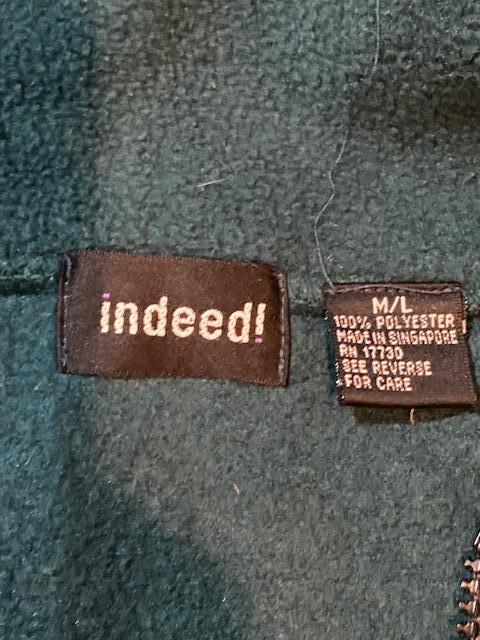 indeed!
M/L
100% POLYESTER
MADE IN SINGAPORE
RN 17730
SEE REVERSE
FOR CARE